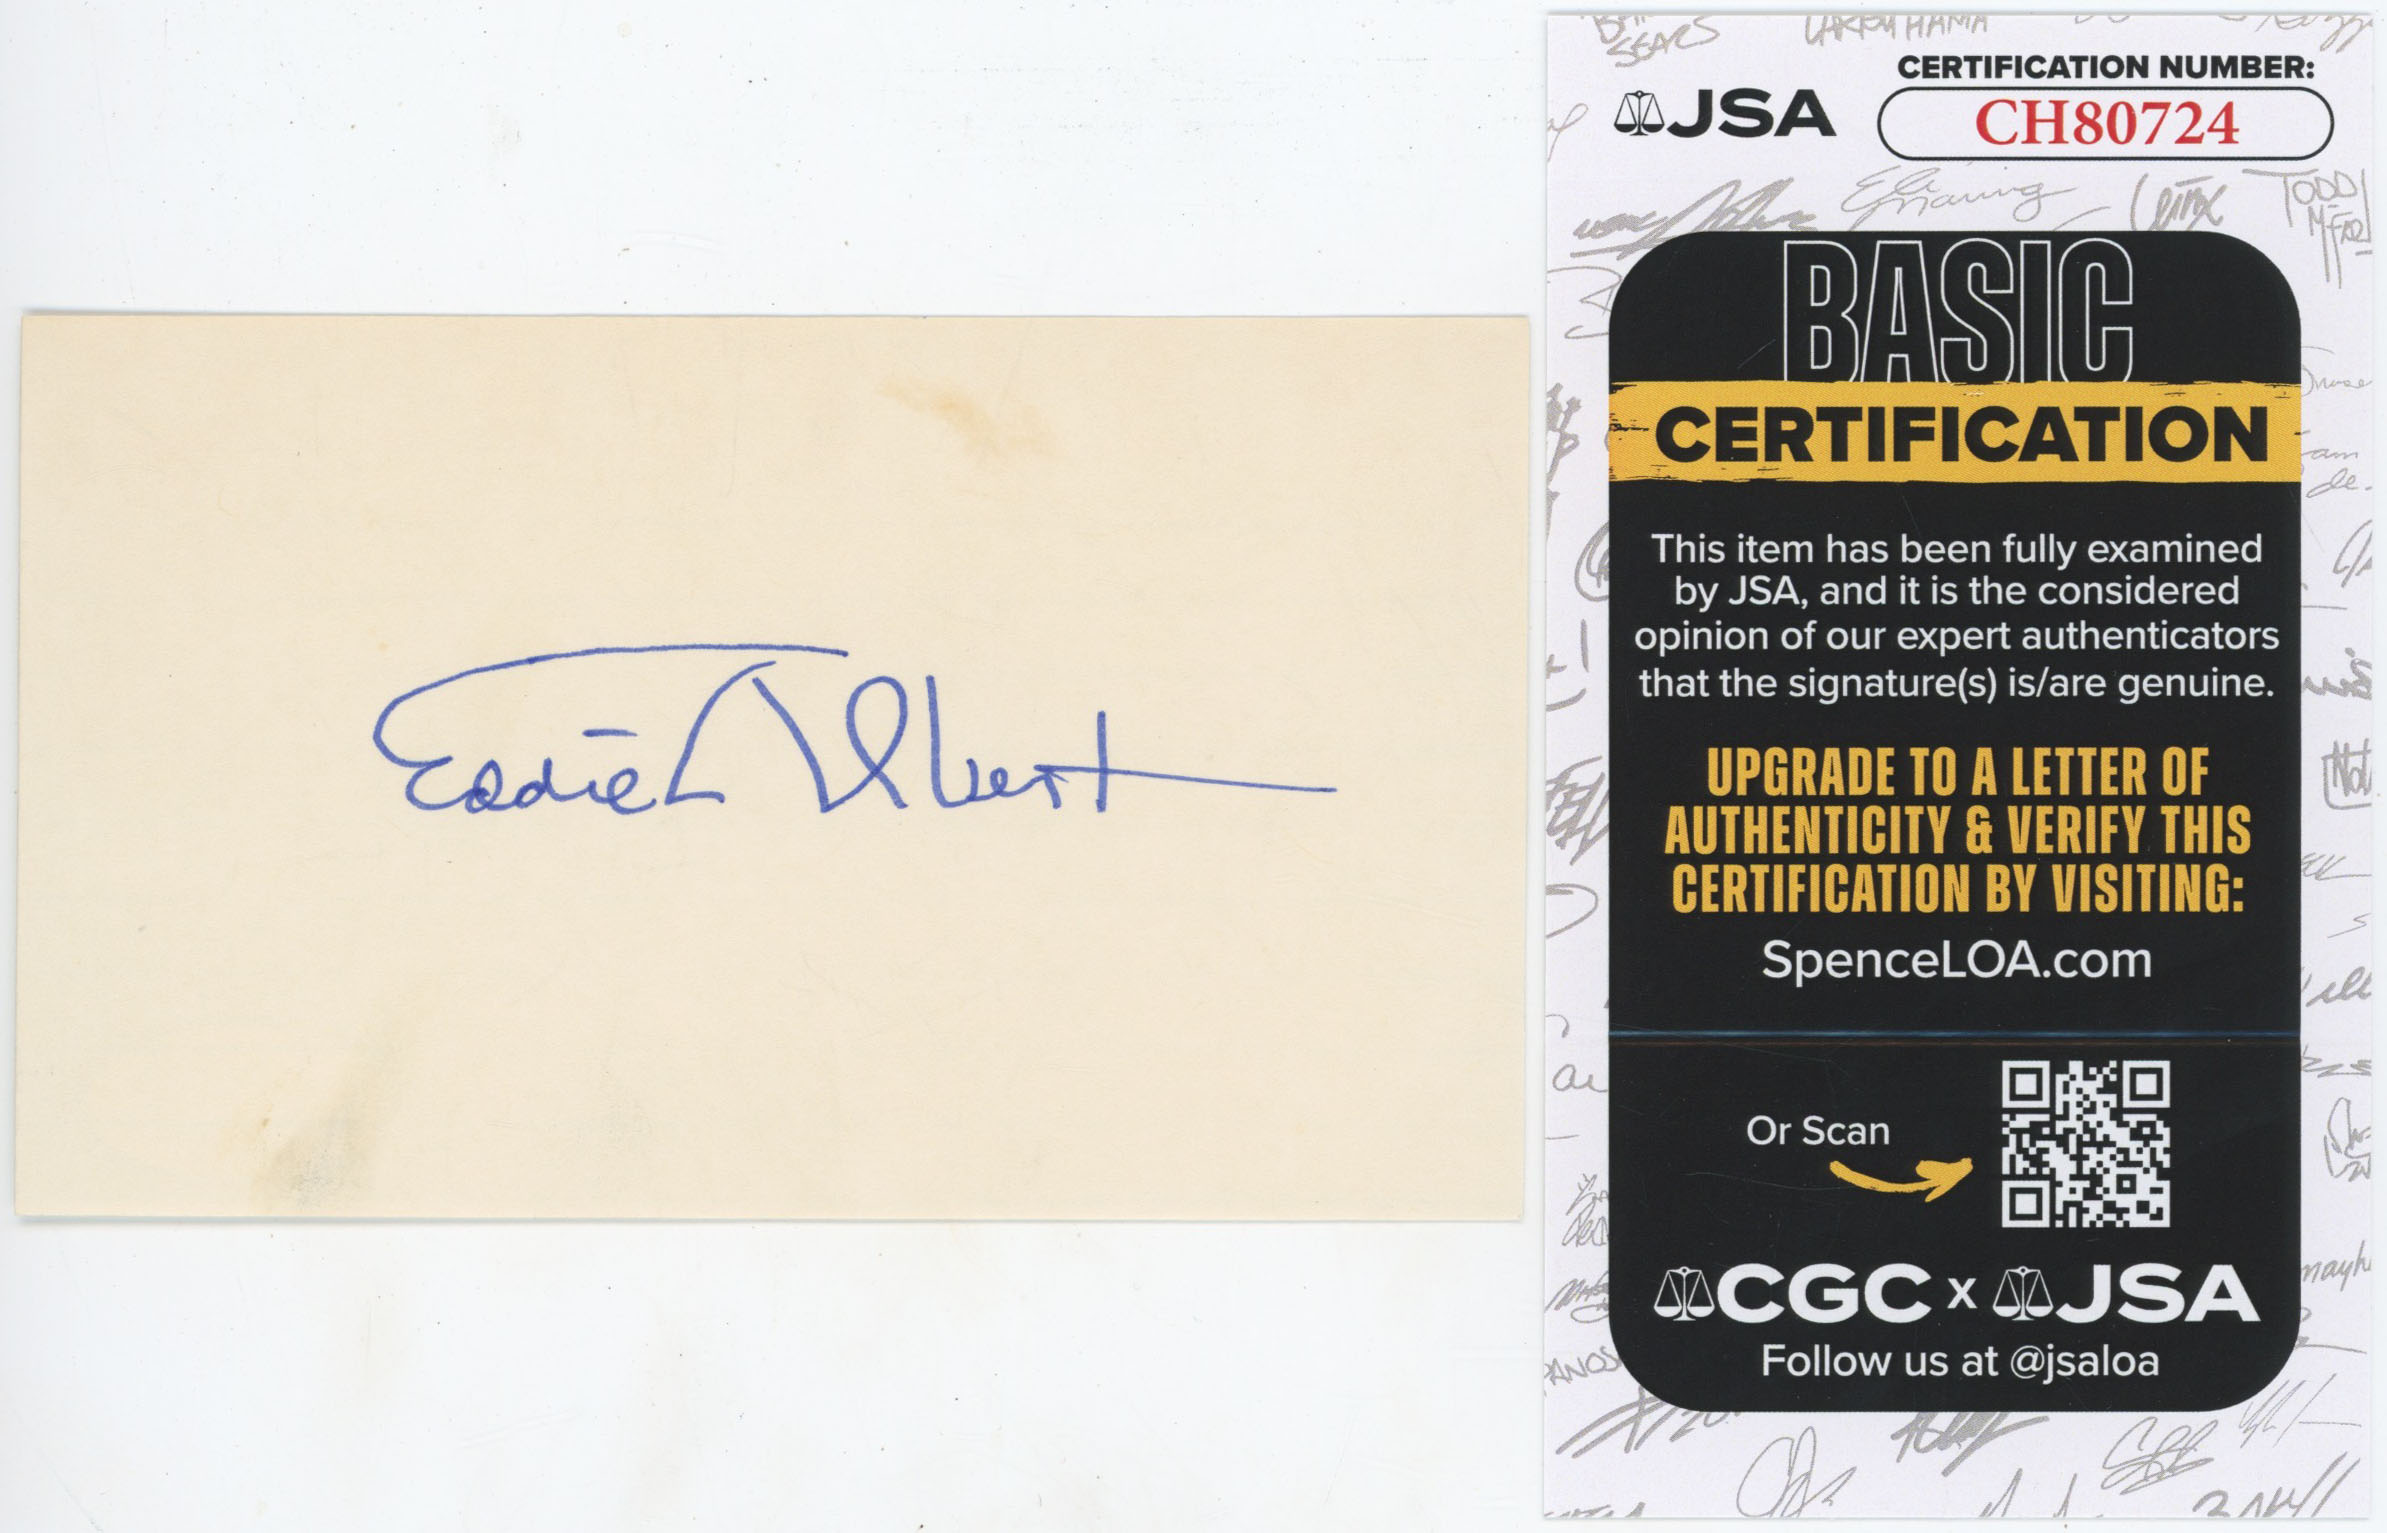 Eddie Albert
JSA
CERTIFICATION NUMBER:
CH80724
BASIC
CERTIFICATION
This item has been fully examined
by JSA, and it is the considered
opinion of our expert authenticators
that the signature(s) is/are genuine.
UPGRADE TO A LETTER OF
AUTHENTICITY & VERIFY THIS
CERTIFICATION BY VISITING:
SpenceLOA.com
Or Scan
CGC x JSA
Follow us at @jsaloa